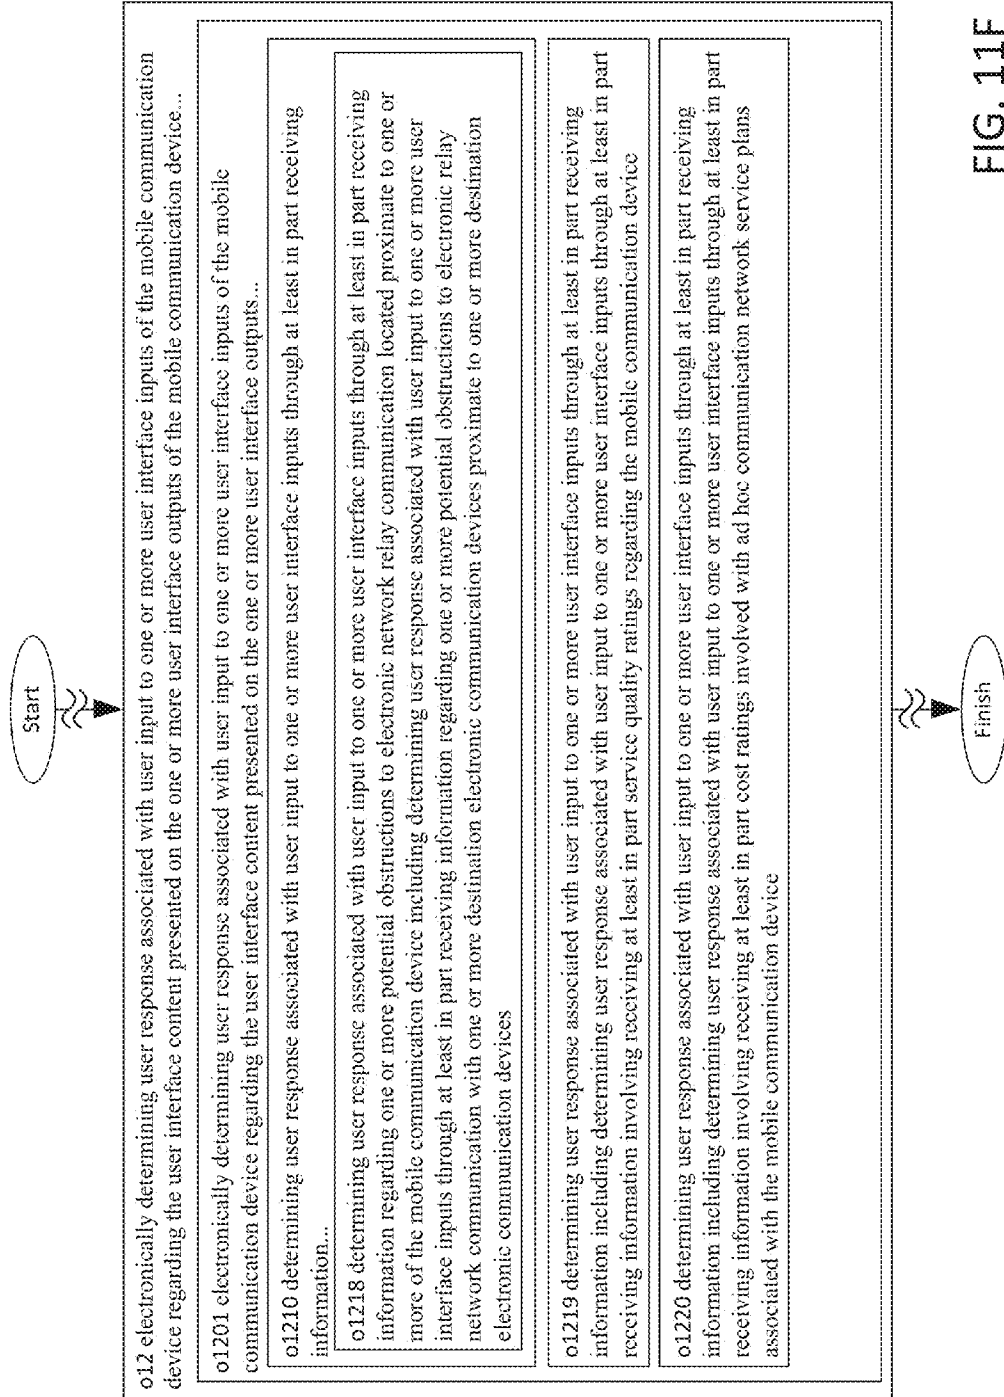 Start
o12 electronically determining user response associated with user input to one or more user interface inputs of the mobile communication
device regarding the user interface content presented on the one or more user interface outputs of the mobile communication device...
o1201 electronically determining user response associated with user input to one or more user interface inputs of the mobile
communication device regarding the user interface content presented on the one or more user interface outputs...
o1210 determining user response associated with user input to one or more user interface inputs through at least in part receiving
information...
o1218 determining user response associated with user input to one or more user interface inputs through at least in part receiving
information regarding one or more potential obstructions to electronic network relay communication located proximate to one or
more of the mobile communication device including determining user response associated with user input to one or more user
interface inputs through at least in part receiving information regarding one or more potential obstructions to electronic relay
network communication with one or more destination electronic communication devices proximate to one or more destination
electronic communication devices
o1219 determining user response associated with user input to one or more user interface inputs through at least in part receiving
information including determining user response associated with user input to one or more user interface inputs through at least in part
receiving information involving receiving at least in part service quality ratings regarding the mobile communication device
o1220 determining user response associated with user input to one or more user interface inputs through at least in part receiving
information including determining user response associated with user input to one or more user interface inputs through at least in part
receiving information involving receiving at least in part cost ratings involved with ad hoc communication network service plans
associated with the mobile communication device
Finish
FIG. 11F